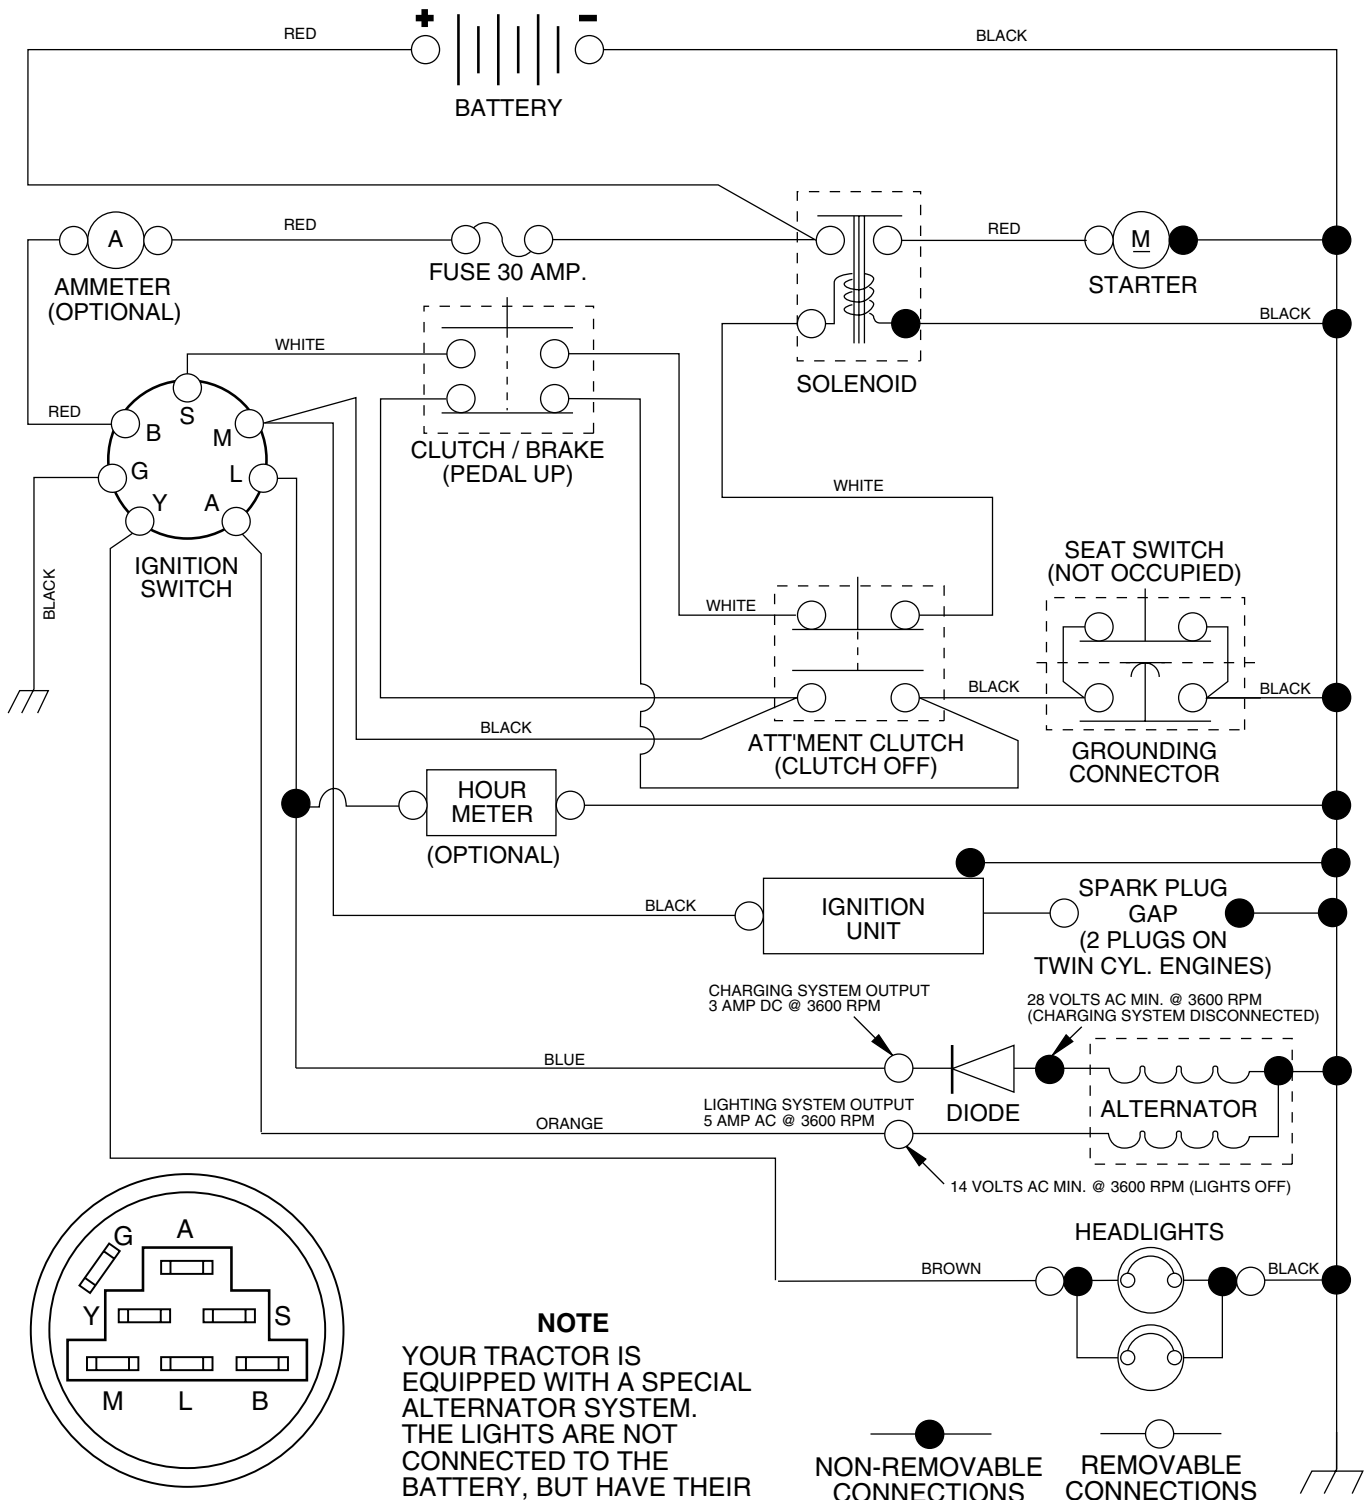 + −
RED
BLACK
BATTERY
RED
RED
A
M
FUSE 30 AMP.
AMMETER
(OPTIONAL)
STARTER
BLACK
WHITE
SOLENOID
RED
S
B
M
CLUTCH / BRAKE
(PEDAL UP)
G
L
Y
A
WHITE
IGNITION
SWITCH
SEAT SWITCH
(NOT OCCUPIED)
BLACK
WHITE
BLACK
BLACK
BLACK
ATT'MENT CLUTCH
(CLUTCH OFF)
GROUNDING
CONNECTOR
HOUR
METER
(OPTIONAL)
BLACK
IGNITION
UNIT
SPARK PLUG
GAP
(2 PLUGS ON
TWIN CYL. ENGINES)
CHARGING SYSTEM OUTPUT
3 AMP DC @ 3600 RPM
28 VOLTS AC MIN. @ 3600 RPM
(CHARGING SYSTEM DISCONNECTED)
BLUE
DIODE
ALTERNATOR
LIGHTING SYSTEM OUTPUT
5 AMP AC @ 3600 RPM
ORANGE
14 VOLTS AC MIN. @ 3600 RPM (LIGHTS OFF)
HEADLIGHTS
BROWN
BLACK
G
A
Y
S
M
L
B
NOTE
YOUR TRACTOR IS
EQUIPPED WITH A SPECIAL
ALTERNATOR SYSTEM.
THE LIGHTS ARE NOT
CONNECTED TO THE
BATTERY, BUT HAVE THEIR
NON-REMOVABLE
CONNECTIONS
REMOVABLE
CONNECTIONS